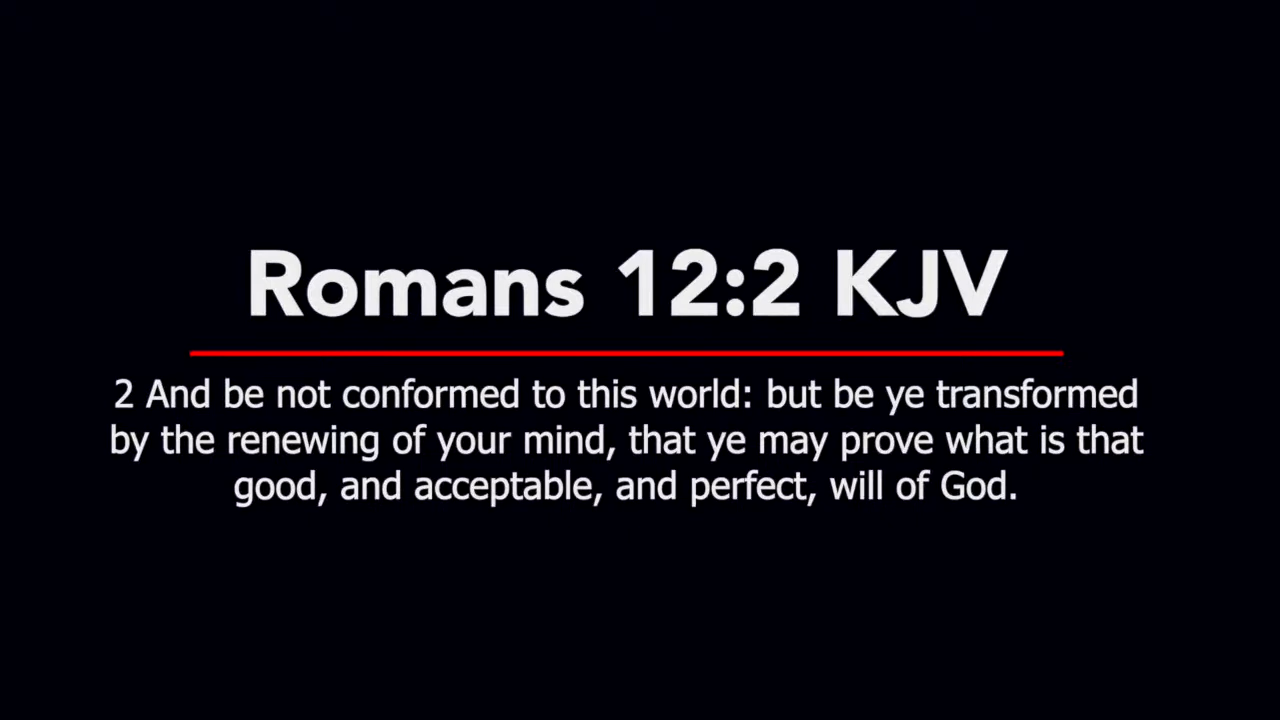 Romans 12:2 KJV
2 And be not conformed to this world: but be ye transformed
by the renewing of your mind, that ye may prove what is that
good, and acceptable, and perfect, will of God.